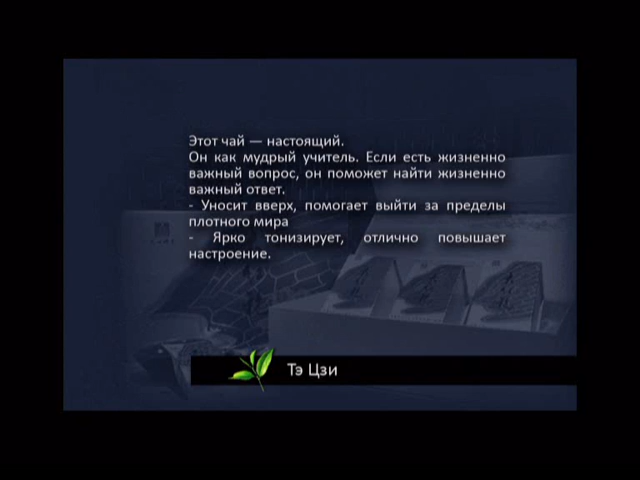 Этот чай — настоящий.
Он как мудрый учитель. Если есть жизненно
важный вопрос, он поможет найти жизненно
важный ответ.
- Уносит вверх, помогает выйти за пределы
плотного мира
- Ярко тонизирует, отлично повышает
настроение.
Тэ Цзи